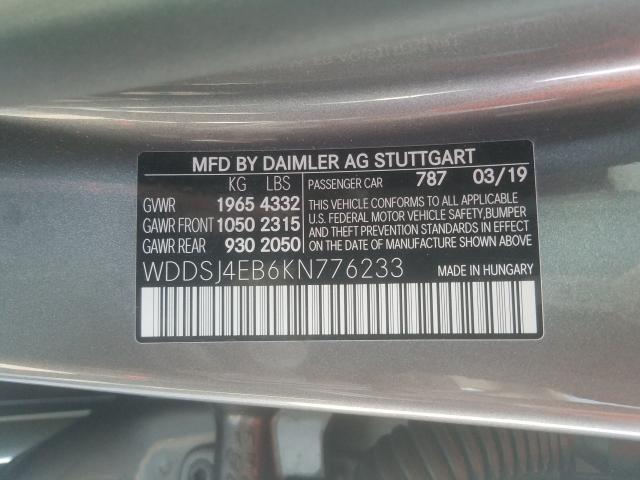 MFD BY DAIMLER AG STUTTGART
KG LBS
GVWR 1965 4332
GAWR FRONT 1050 2315
GAWR REAR 930 2050
PASSENGER CAR 787 03/19
THIS VEHICLE CONFORMS TO ALL APPLICABLE
U.S. FEDERAL MOTOR VEHICLE SAFETY, BUMPER
AND THEFT PREVENTION STANDARDS IN EFFECT
ON THE DATE OF MANUFACTURE SHOWN ABOVE.
WDDSJ4EB6KN776233 MADE IN HUNGARY